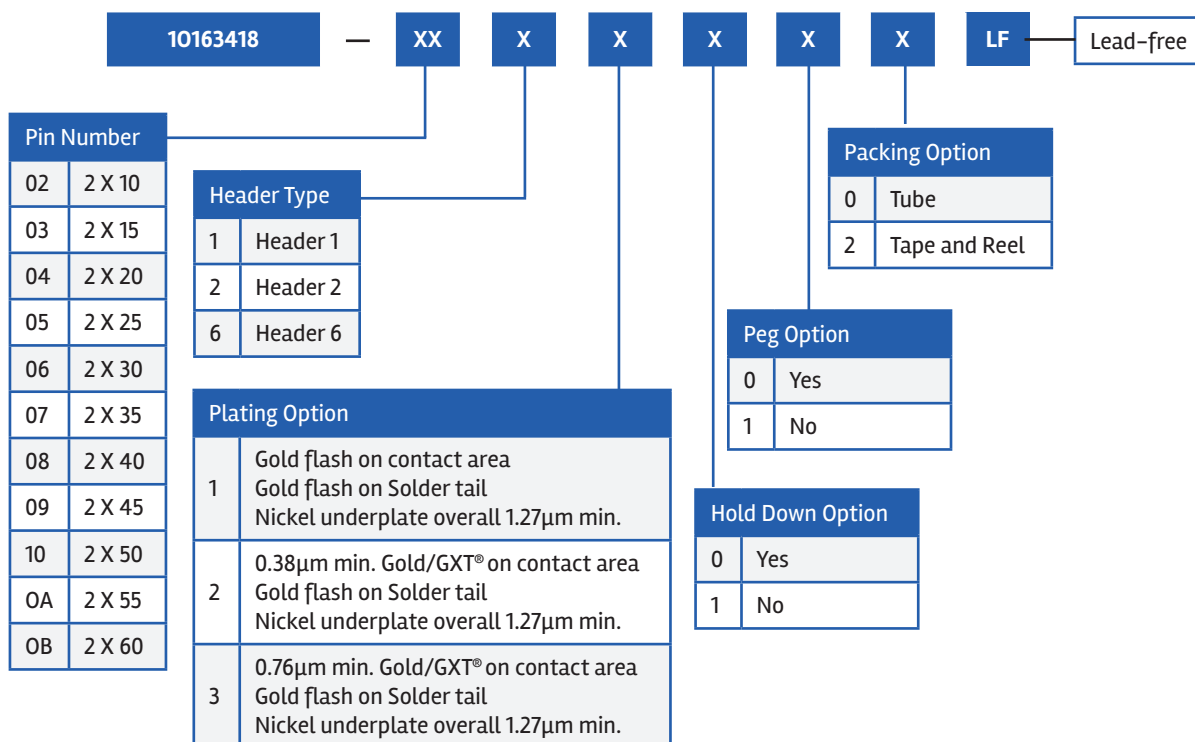 10163418 — XX X X X X X LF Lead-free
Pin Number
02 2 X 10
03 2 X 15
04 2 X 20
05 2 X 25
06 2 X 30
07 2 X 35
08 2 X 40
09 2 X 45
10 2 X 50
0A 2 X 55
0B 2 X 60
Header Type
1 Header 1
2 Header 2
6 Header 6
Plating Option
1 Gold flash on contact area
Gold flash on Solder tail
Nickel underplate overall 1.27µm min.
2 0.38µm min. Gold/GXT® on contact area
Gold flash on Solder tail
Nickel underplate overall 1.27µm min.
3 0.76µm min. Gold/GXT® on contact area
Gold flash on Solder tail
Nickel underplate overall 1.27µm min.
Hold Down Option
0 Yes
1 No
Peg Option
0 Yes
1 No
Packing Option
0 Tube
2 Tape and Reel